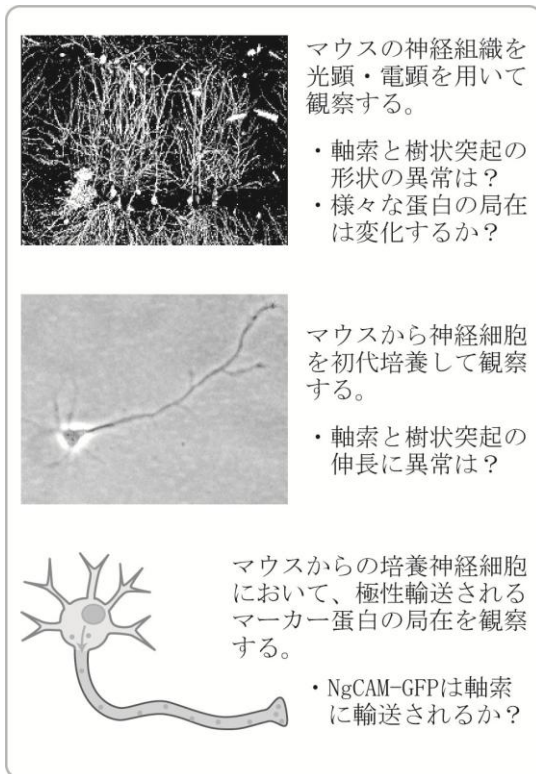 マウスの神経組織を
光顕・電顕を用いて
観察する。
・軸索と樹状突起の
形状の異常は？
・様々な蛋白の局在
は変化するか？
マウスから神経細胞
を初代培養して観察
する。
・軸索と樹状突起の
伸長に異常は？
マウスからの培養神経細胞
において、極性輸送される
マーカー蛋白の局在を観察
する。
・NgCAM-GFPは軸索
に輸送されるか？